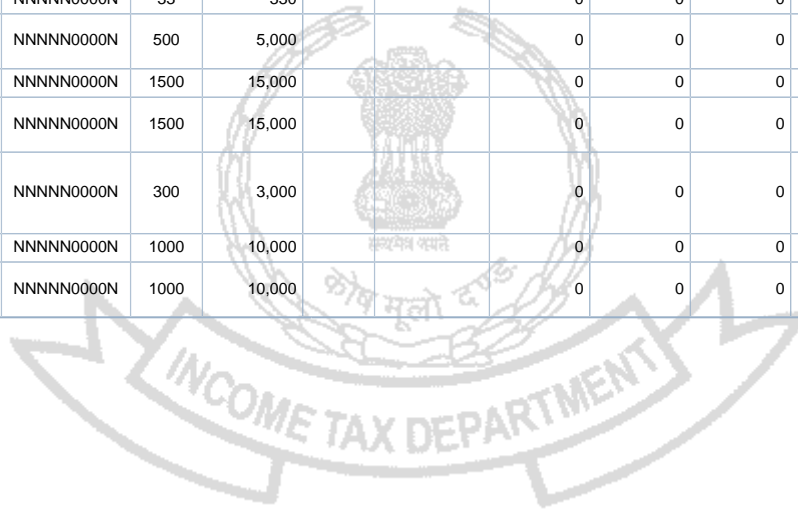 NNNNN0000N 500 5,000 0 0 0
NNNNN0000N 1500 15,000 0 0 0
NNNNN0000N 1500 15,000 0 0 0
NNNNN0000N 300 3,000 0 0 0
NNNNN0000N 1000 10,000 0 0 0
NNNNN0000N 1000 10,000 0 0 0
कोष मूलो दण्डः
INCOME TAX DEPARTMENT